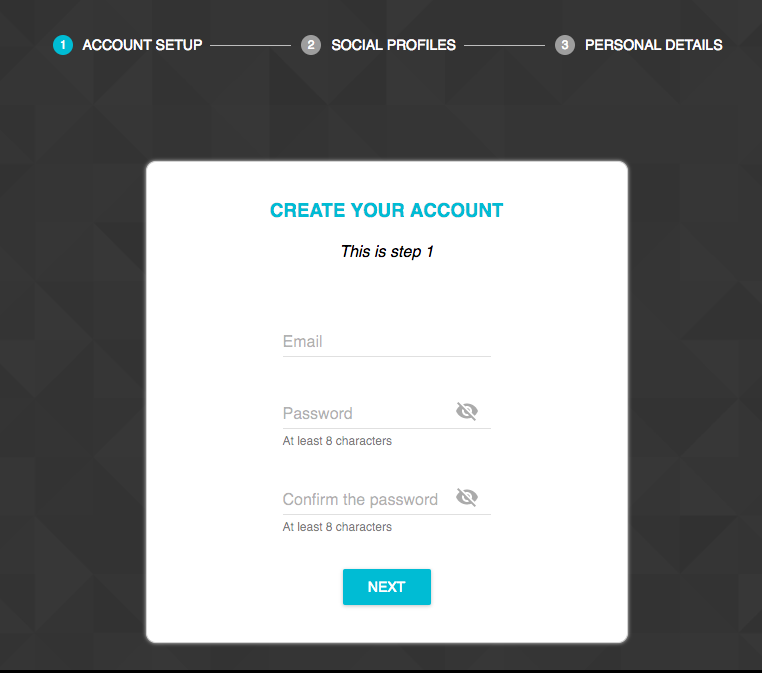 1 ACCOUNT SETUP 2 SOCIAL PROFILES 3 PERSONAL DETAILS
CREATE YOUR ACCOUNT
This is step 1
Email
Password
At least 8 characters
Confirm the password
At least 8 characters
NEXT